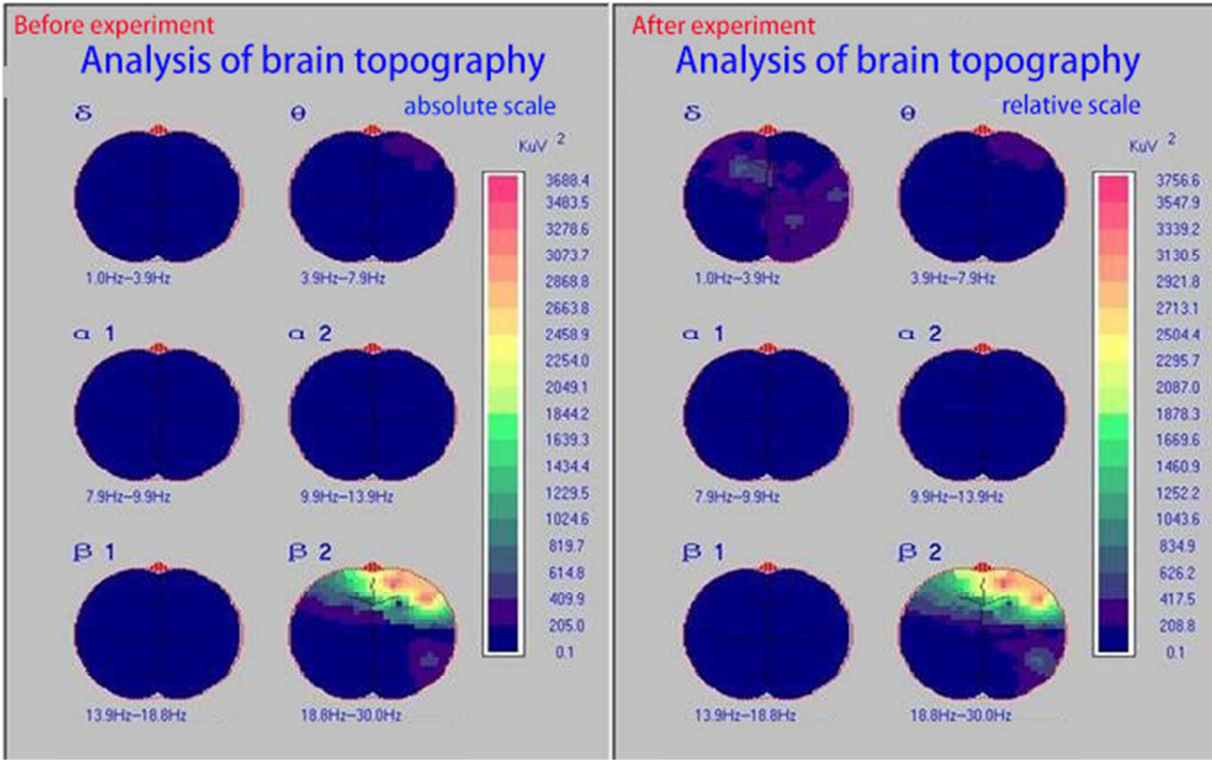 Before experiment
Analysis of brain topography
absolute scale
δ
θ
KuV 2
3688.4
3483.5
3278.6
3073.7
2868.8
2663.8
2458.9
2254.0
2049.1
1844.2
1639.3
1434.4
1229.5
1024.6
819.7
614.8
409.9
205.0
0.1
1.0Hz–3.9Hz
3.9Hz–7.9Hz
α 1
α 2
7.9Hz–9.9Hz
9.9Hz–13.9Hz
β 1
β 2
13.9Hz–18.8Hz
18.8Hz–30.0Hz
After experiment
Analysis of brain topography
relative scale
δ
θ
KuV 2
3756.6
3547.9
3339.2
3130.5
2921.8
2713.1
2504.4
2295.7
2087.0
1878.3
1669.6
1460.9
1252.2
1043.6
834.9
626.2
417.5
208.8
0.1
1.0Hz–3.9Hz
3.9Hz–7.9Hz
α 1
α 2
7.9Hz–9.9Hz
9.9Hz–13.9Hz
β 1
β 2
13.9Hz–18.8Hz
18.8Hz–30.0Hz